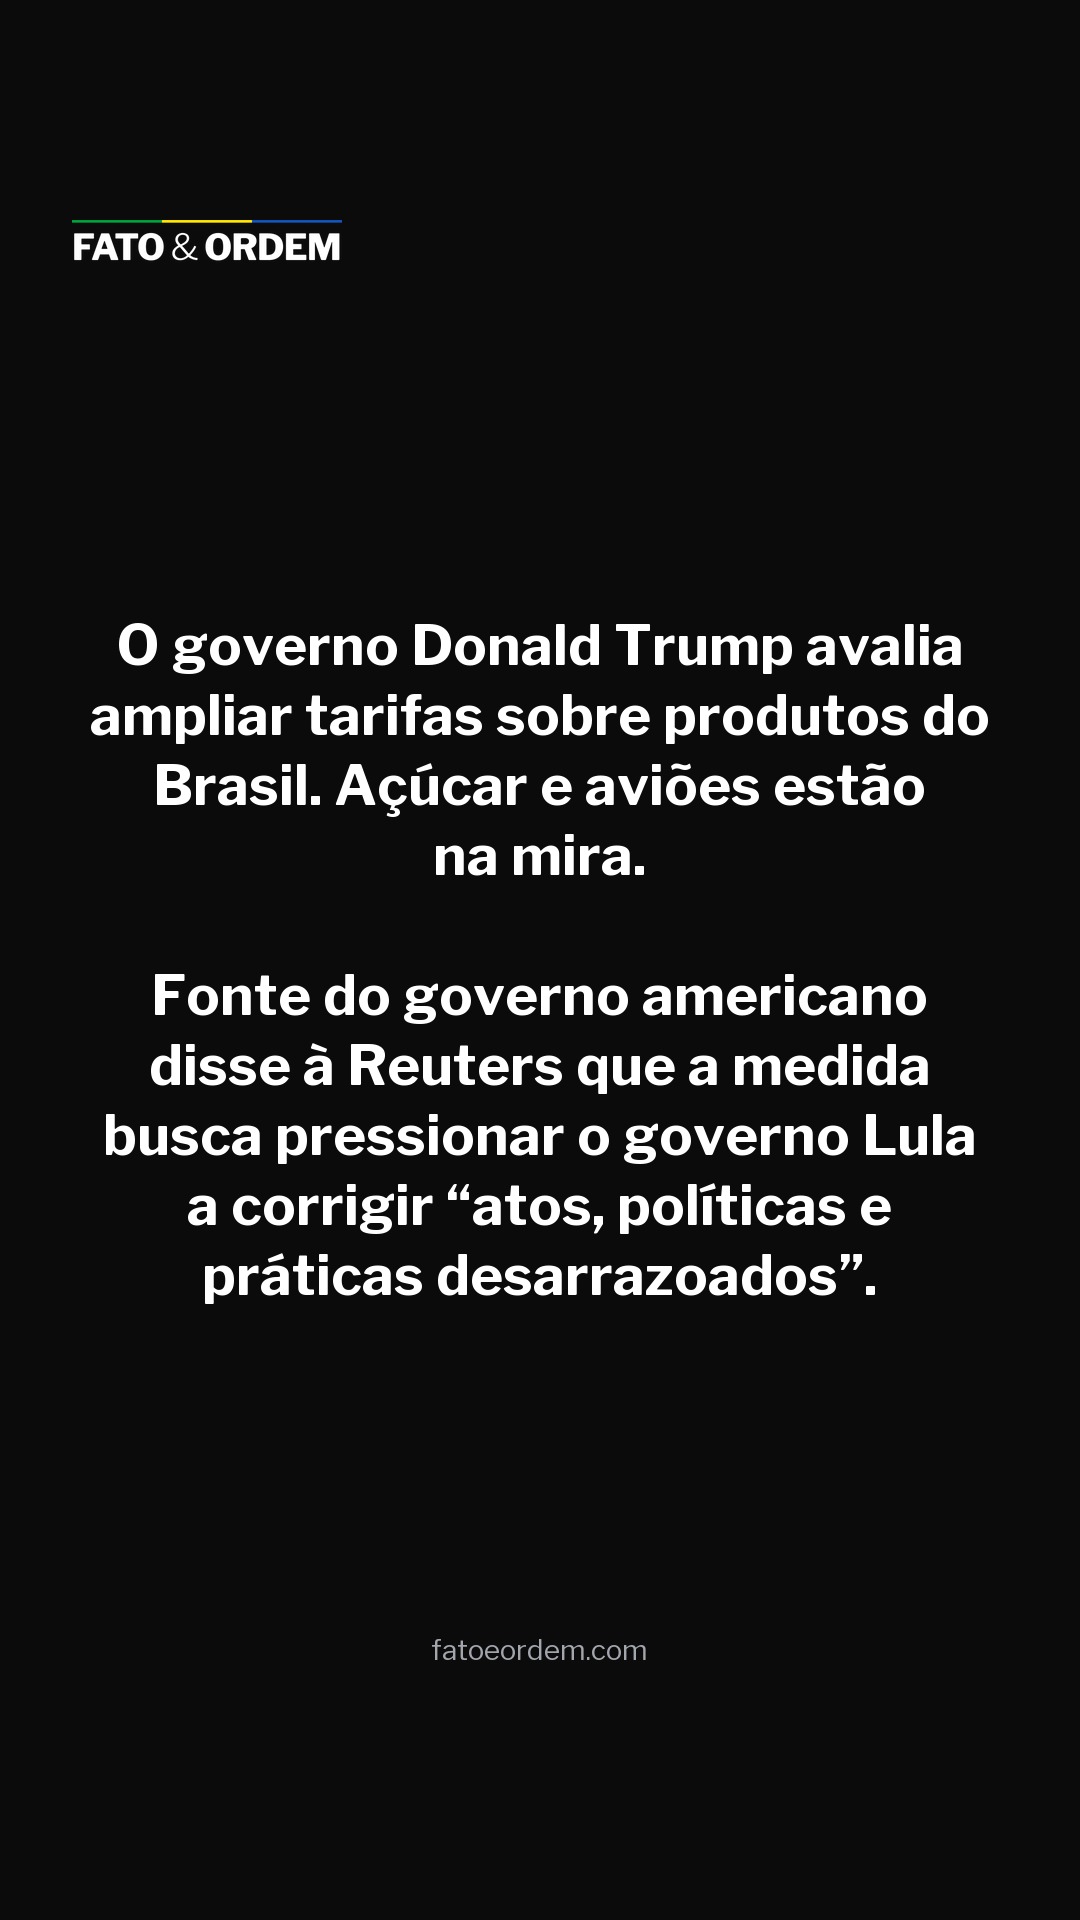 FATO & ORDEM
O governo Donald Trump avalia
ampliar tarifas sobre produtos do
Brasil. Açúcar e aviões estão
na mira.
Fonte do governo americano
disse à Reuters que a medida
busca pressionar o governo Lula
a corrigir “atos, políticas e
práticas desarrazoados”.
fatoeordem.com